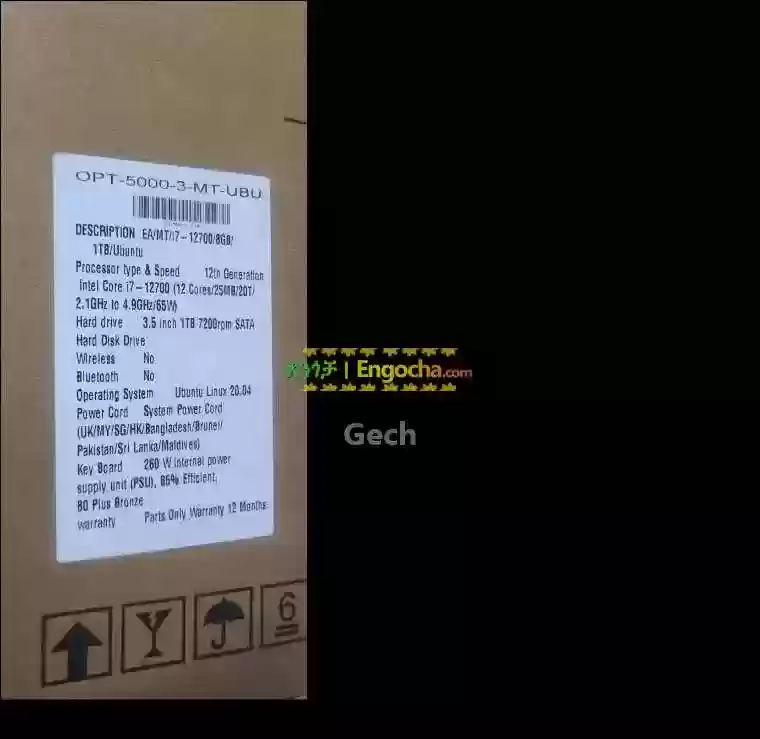 OPT-5000-3-MT-UBU
DESCRIPTION EA/MT/i7-12700/8GB/
1TB/Ubuntu
Processor type & Speed 12th Generation
Intel Core i7-12700 (12 Cores/25MB/20T/
2.1GHz to 4.9GHz/65W)
Hard drive 3.5 inch 1TB 7200rpm SATA
Hard Disk Drive
Wireless No
Bluetooth No
Operating System Ubuntu Linux 20.04
Power Cord System Power Cord
(UK/MY/SG/HK/Bangladesh/Brunei/
Pakistan/Sri Lanka/Maldives)
Key Board 260 W internal power
supply unit (PSU), 85% Efficient,
80 Plus Bronze
warranty Parts Only Warranty 12 Months
6
እንጎቻ | Engocha.com
Gech